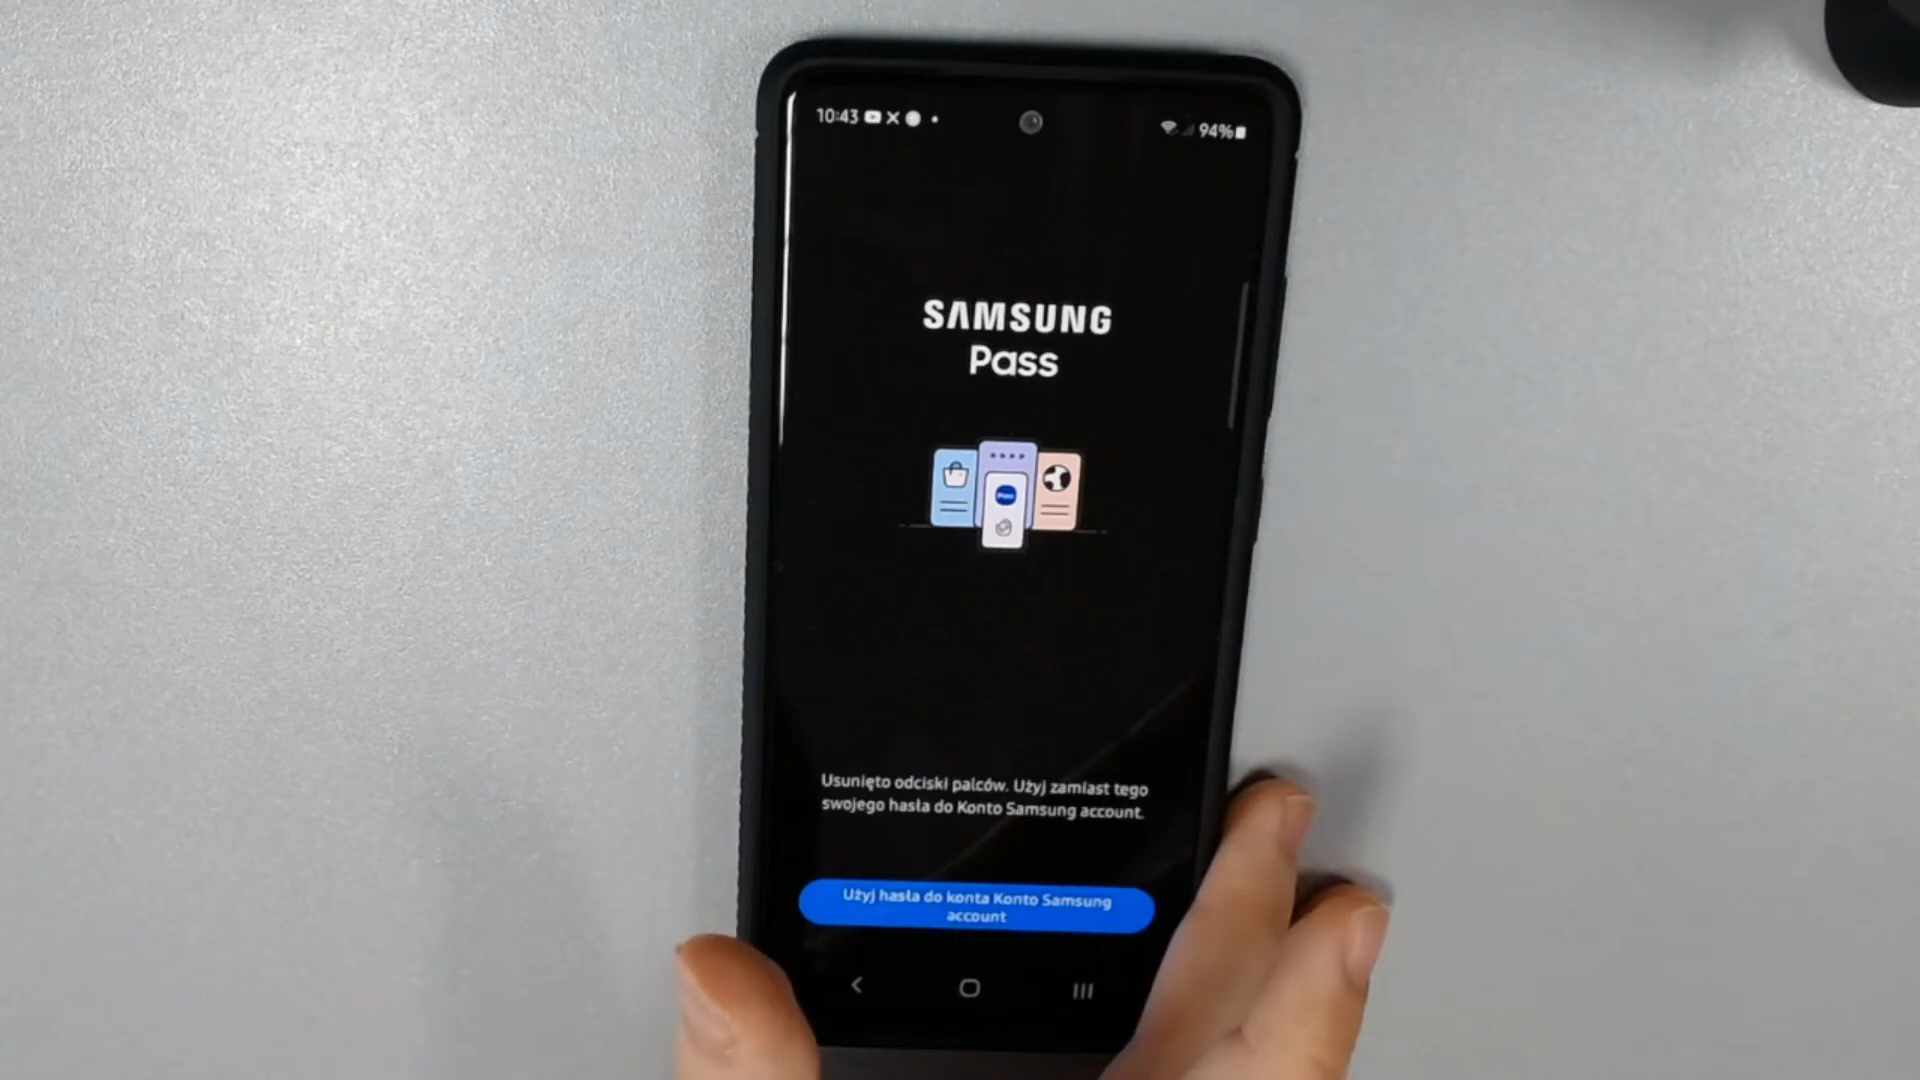 10:43
94%
SAMSUNG
Pass
Usunięto odciski palców. Użyj zamiast tego
swojego hasła do Konto Samsung account.
Użyj hasła do konta Konto Samsung
account